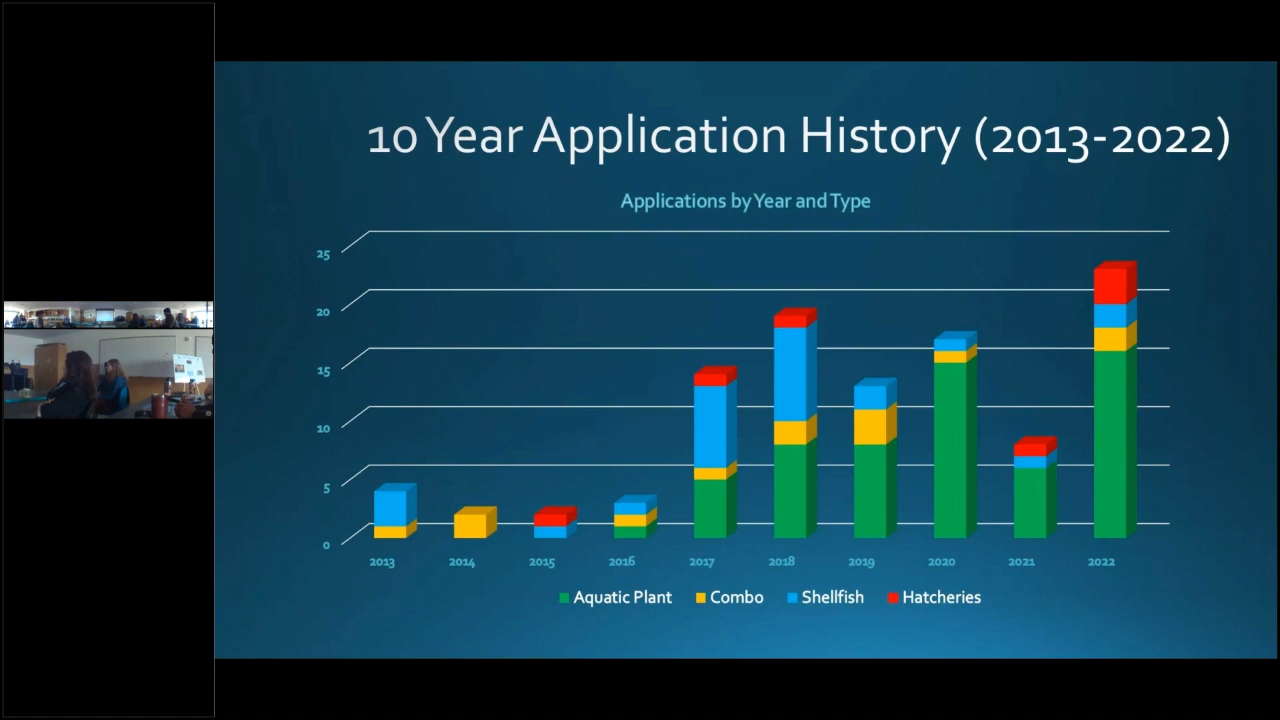 10 Year Application History (2013-2022)
Applications by Year and Type
25
20
15
10
5
0
2013 2014 2015 2016 2017 2018 2019 2020 2021 2022
Aquatic Plant Combo Shellfish Hatcheries